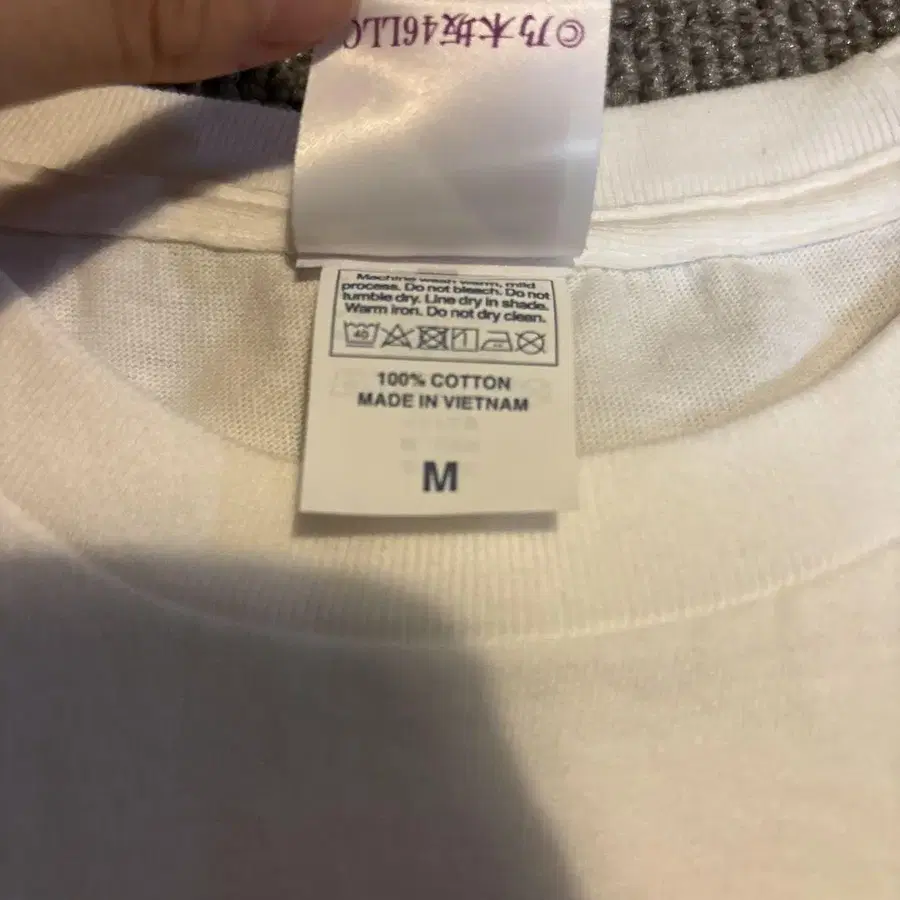 ©乃木坂46LLC
Machine wash warm, mild
process. Do not bleach. Do not
tumble dry. Line dry in shade.
Warm iron. Do not dry clean.
40
100% COTTON
MADE IN VIETNAM
M